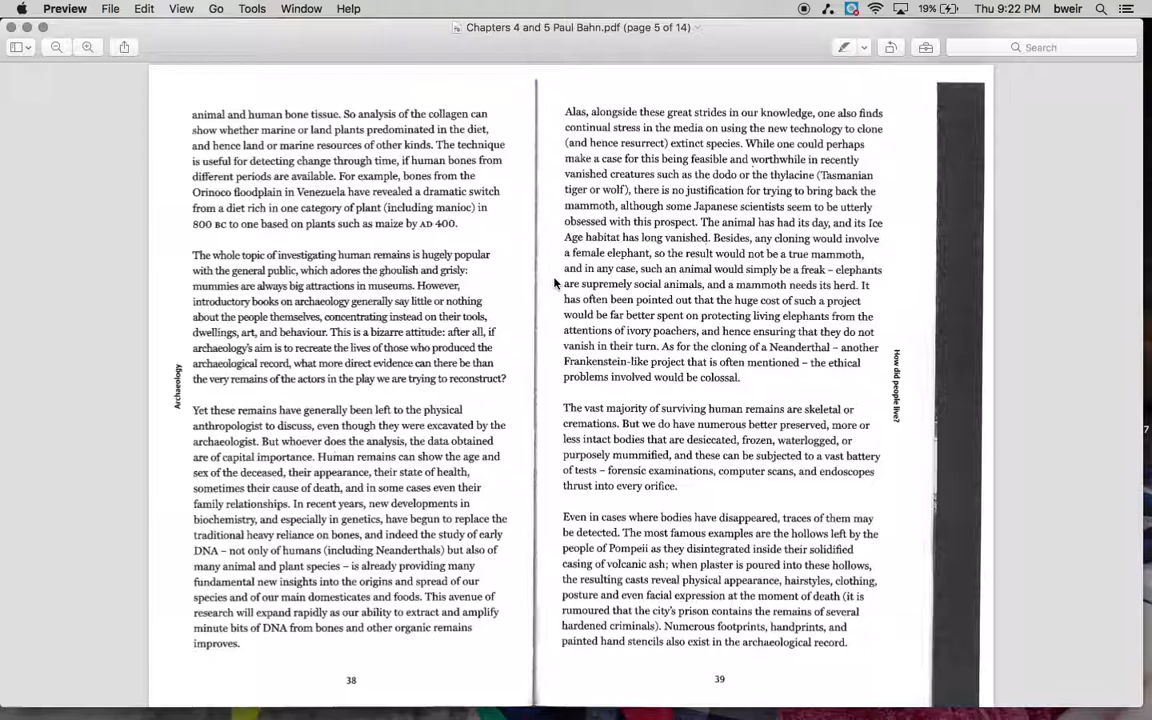 Preview File Edit View Go Tools Window Help 19% Thu 9:22 PM bweir
Chapters 4 and 5 Paul Bahn.pdf (page 5 of 14)
Search
animal and human bone tissue. So analysis of the collagen can
show whether marine or land plants predominated in the diet,
and hence land or marine resources of other kinds. The technique
is useful for detecting change through time, if human bones from
different periods are available. For example, bones from the
Orinoco floodplain in Venezuela have revealed a dramatic switch
from a diet rich in one category of plant (including manioc) in
800 BC to one based on plants such as maize by AD 400.
The whole topic of investigating human remains is hugely popular
with the general public, which adores the ghoulish and grisly:
mummies are always big attractions in museums. However,
introductory books on archaeology generally say little or nothing
about the people themselves, concentrating instead on their tools,
dwellings, art, and behaviour. This is a bizarre attitude: after all, if
archaeology's aim is to recreate the lives of those who produced the
archaeological record, what more direct evidence can there be than
the very remains of the actors in the play we are trying to reconstruct?
Yet these remains have generally been left to the physical
anthropologist to discuss, even though they were excavated by the
archaeologist. But whoever does the analysis, the data obtained
are of capital importance. Human remains can show the age and
sex of the deceased, their appearance, their state of health,
sometimes their cause of death, and in some cases even their
family relationships. In recent years, new developments in
biochemistry, and especially in genetics, have begun to replace the
traditional heavy reliance on bones, and indeed the study of early
DNA – not only of humans (including Neanderthals) but also of
many animal and plant species – is already providing many
fundamental new insights into the origins and spread of our
species and of our main domesticates and foods. This avenue of
research will expand rapidly as our ability to extract and amplify
minute bits of DNA from bones and other organic remains
improves.
Archaeology
38
Alas, alongside these great strides in our knowledge, one also finds
continual stress in the media on using the new technology to clone
(and hence resurrect) extinct species. While one could perhaps
make a case for this being feasible and worthwhile in recently
vanished creatures such as the dodo or the thylacine (Tasmanian
tiger or wolf), there is no justification for trying to bring back the
mammoth, although some Japanese scientists seem to be utterly
obsessed with this prospect. The animal has had its day, and its Ice
Age habitat has long vanished. Besides, any cloning would involve
a female elephant, so the result would not be a true mammoth,
and in any case, such an animal would simply be a freak – elephants
are supremely social animals, and a mammoth needs its herd. It
has often been pointed out that the huge cost of such a project
would be far better spent on protecting living elephants from the
attentions of ivory poachers, and hence ensuring that they do not
vanish in their turn. As for the cloning of a Neanderthal – another
Frankenstein-like project that is often mentioned – the ethical
problems involved would be colossal.
The vast majority of surviving human remains are skeletal or
cremations. But we do have numerous better preserved, more or
less intact bodies that are desiccated, frozen, waterlogged, or
purposely mummified, and these can be subjected to a vast battery
of tests – forensic examinations, computer scans, and endoscopes
thrust into every orifice.
Even in cases where bodies have disappeared, traces of them may
be detected. The most famous examples are the hollows left by the
people of Pompeii as they disintegrated inside their solidified
casing of volcanic ash; when plaster is poured into these hollows,
the resulting casts reveal physical appearance, hairstyles, clothing,
posture and even facial expression at the moment of death (it is
rumoured that the city's prison contains the remains of several
hardened criminals). Numerous footprints, handprints, and
painted hand stencils also exist in the archaeological record.
How did people live?
39
7